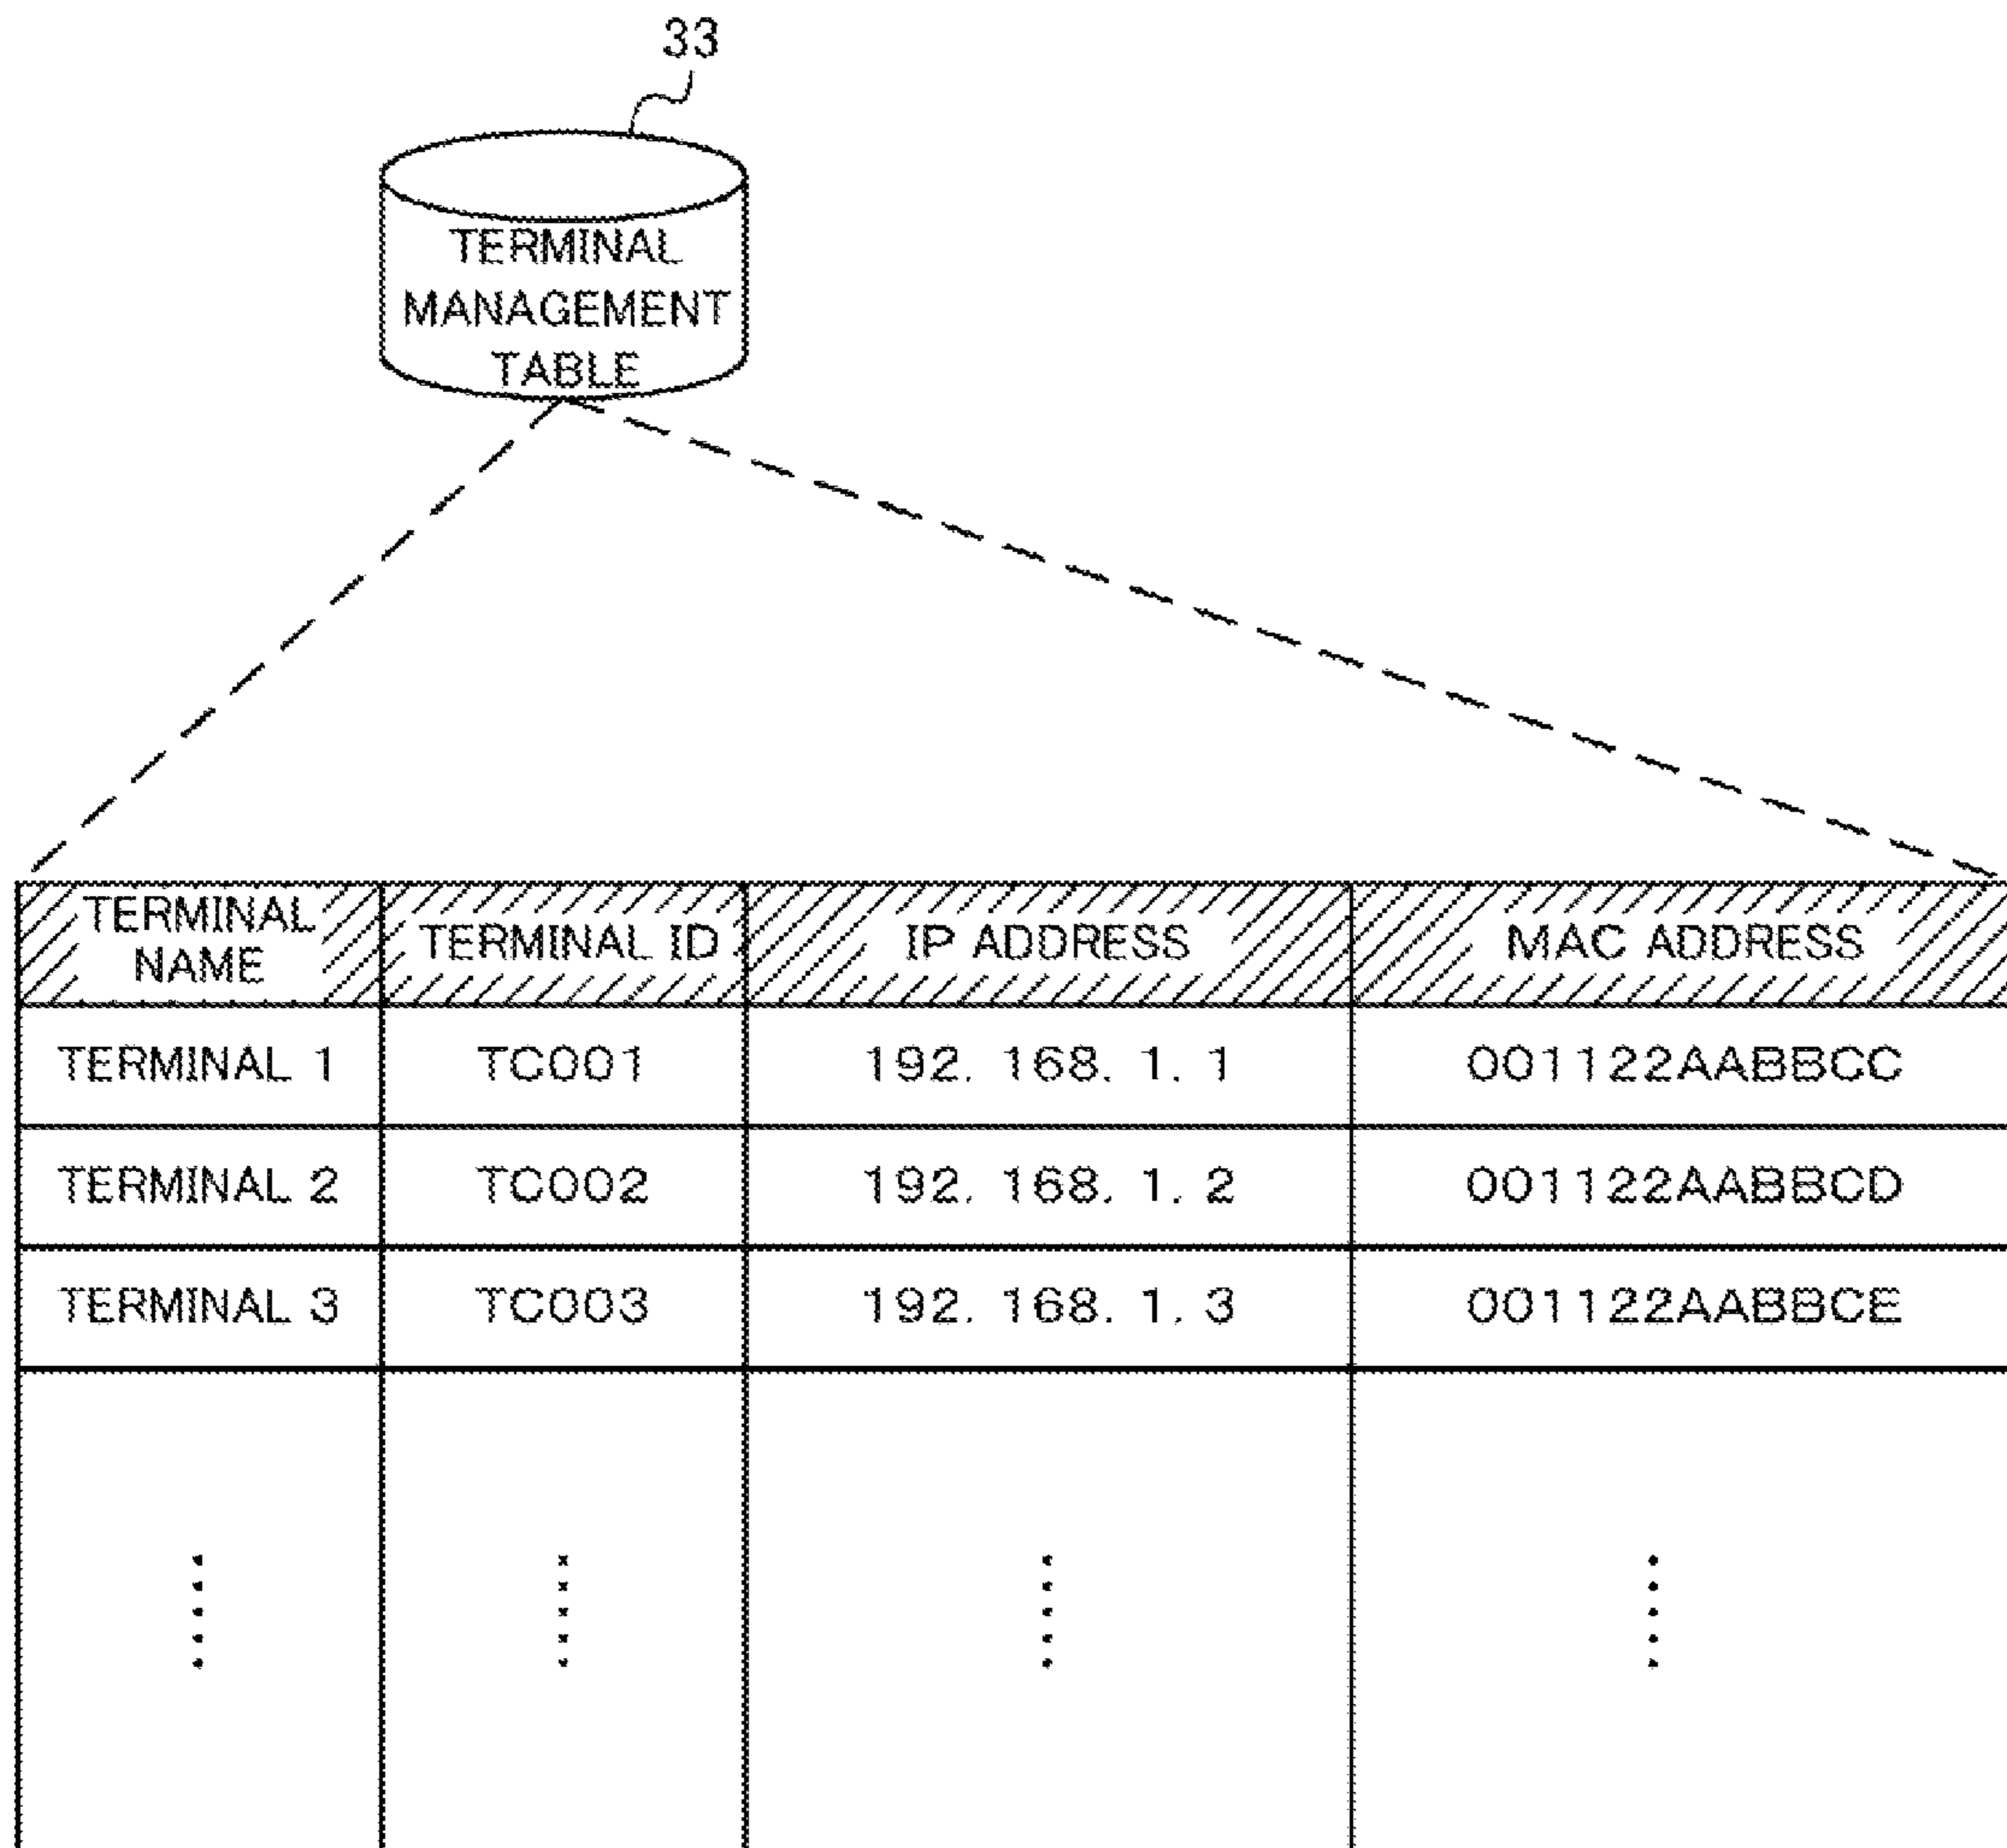 33
TERMINAL
MANAGEMENT
TABLE
TERMINAL NAME TERMINAL ID IP ADDRESS MAC ADDRESS
TERMINAL 1 TC001 192. 168. 1. 1 001122AABBCC
TERMINAL 2 TC002 192. 168. 1. 2 001122AABBCD
TERMINAL 3 TC003 192. 168. 1. 3 001122AABBCE